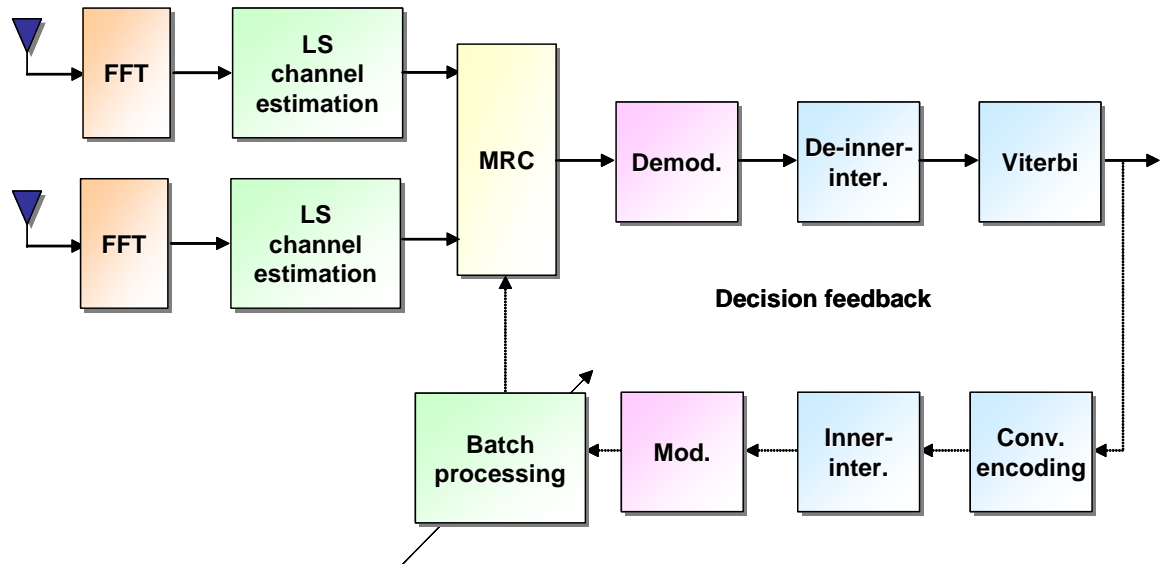 FFT
LS
channel
estimation
MRC
Demod.
De-inner-
inter.
Viterbi
FFT
LS
channel
estimation
Decision feedback
Batch
processing
Mod.
Inner-
inter.
Conv.
encoding